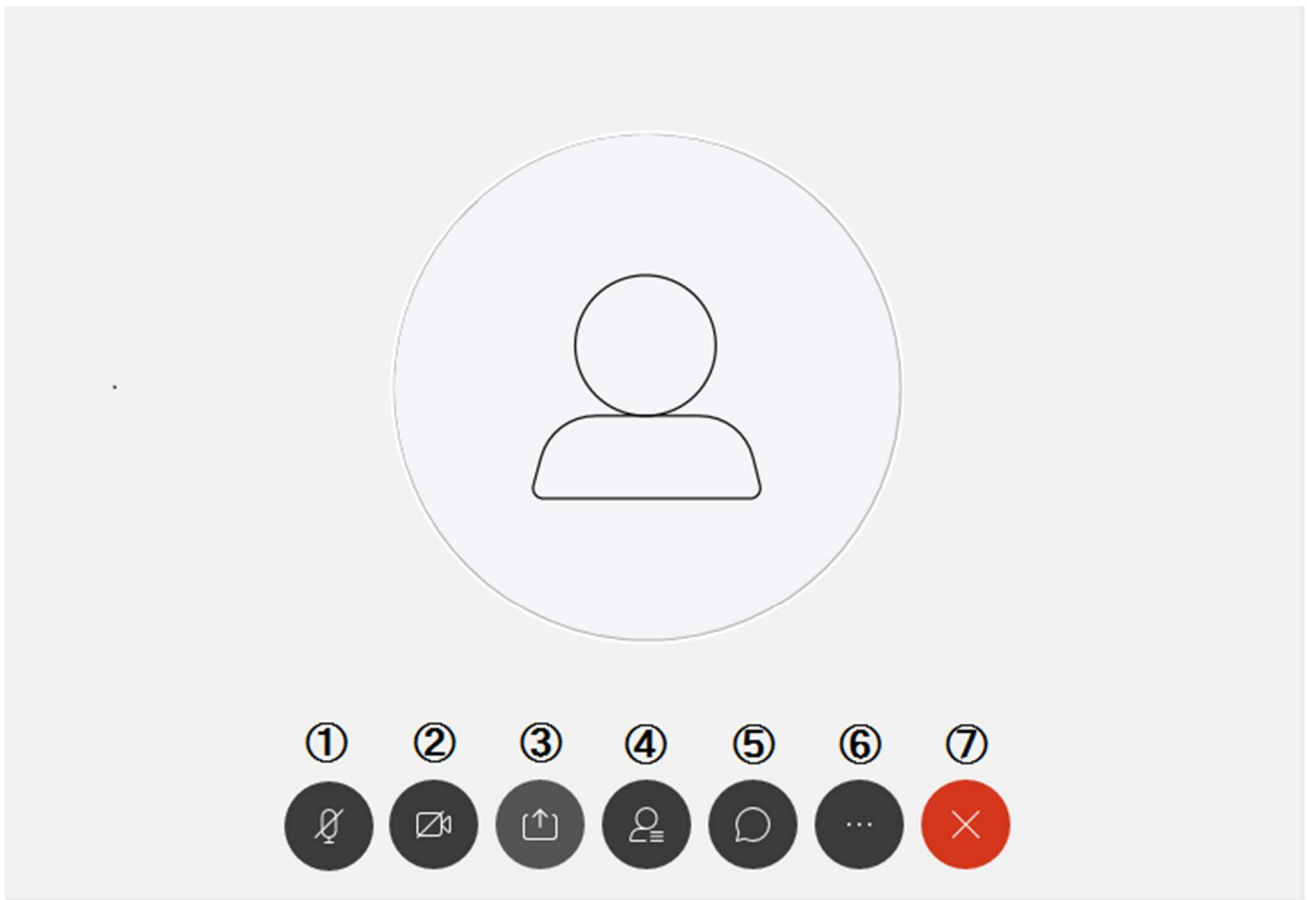 ① ② ③ ④ ⑤ ⑥ ⑦